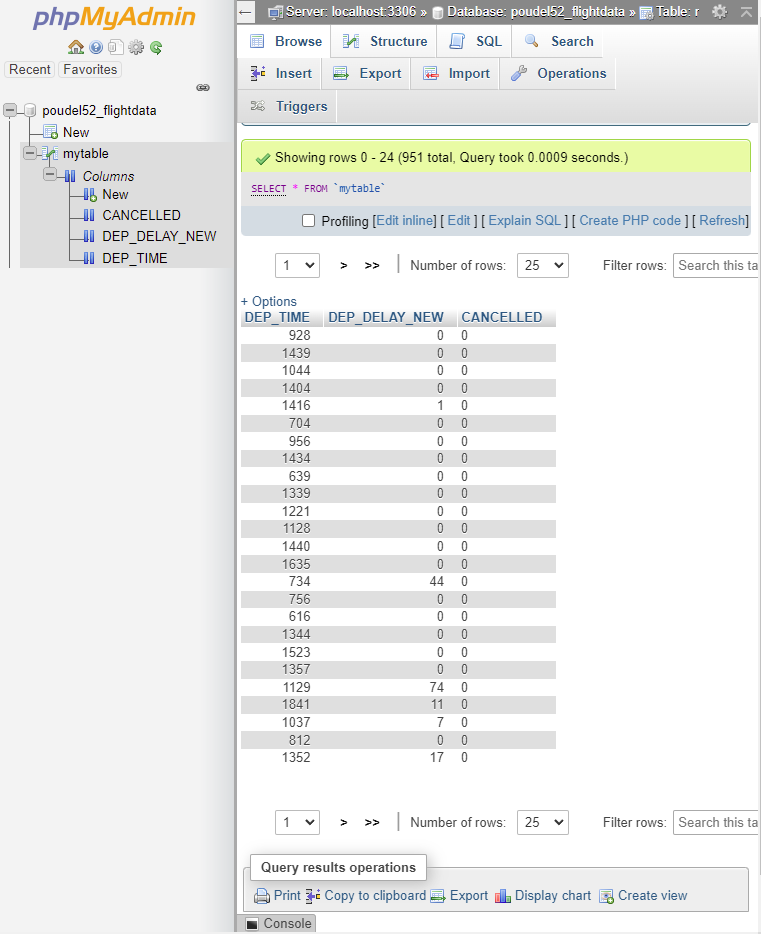 phpMyAdmin
Recent Favorites
poudel52_flightdata
New
mytable
Columns
New
CANCELLED
DEP_DELAY_NEW
DEP_TIME
Server: localhost:3306 » Database: poudel52_flightdata » Table:
Browse Structure SQL Search
Insert Export Import Operations
Triggers
Showing rows 0 - 24 (951 total, Query took 0.0009 seconds.)
SELECT * FROM `mytable`
Profiling [Edit inline] [ Edit ] [ Explain SQL ] [ Create PHP code ] [ Refresh]
1 > >> Number of rows: 25 Filter rows: Search this ta
+ Options
DEP_TIME DEP_DELAY_NEW CANCELLED
928 0 0
1439 0 0
1044 0 0
1404 0 0
1416 1 0
704 0 0
956 0 0
1434 0 0
639 0 0
1339 0 0
1221 0 0
1128 0 0
1440 0 0
1635 0 0
734 44 0
756 0 0
616 0 0
1344 0 0
1523 0 0
1357 0 0
1129 74 0
1841 11 0
1037 7 0
812 0 0
1352 17 0
1 > >> Number of rows: 25 Filter rows: Search this ta
Query results operations
Print Copy to clipboard Export Display chart Create view
Console